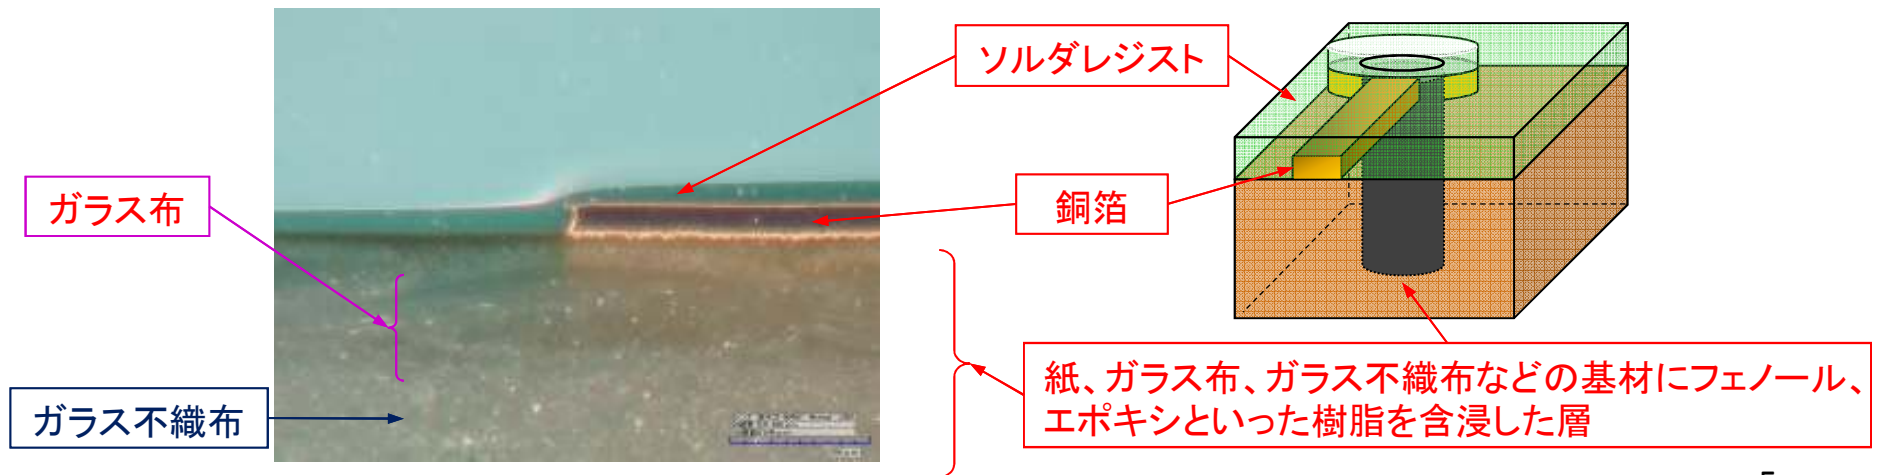 ソルダレジスト
ガラス布
銅箔
紙、ガラス布、ガラス不織布などの基材にフェノール、
エポキシといった樹脂を含浸した層
ガラス不織布